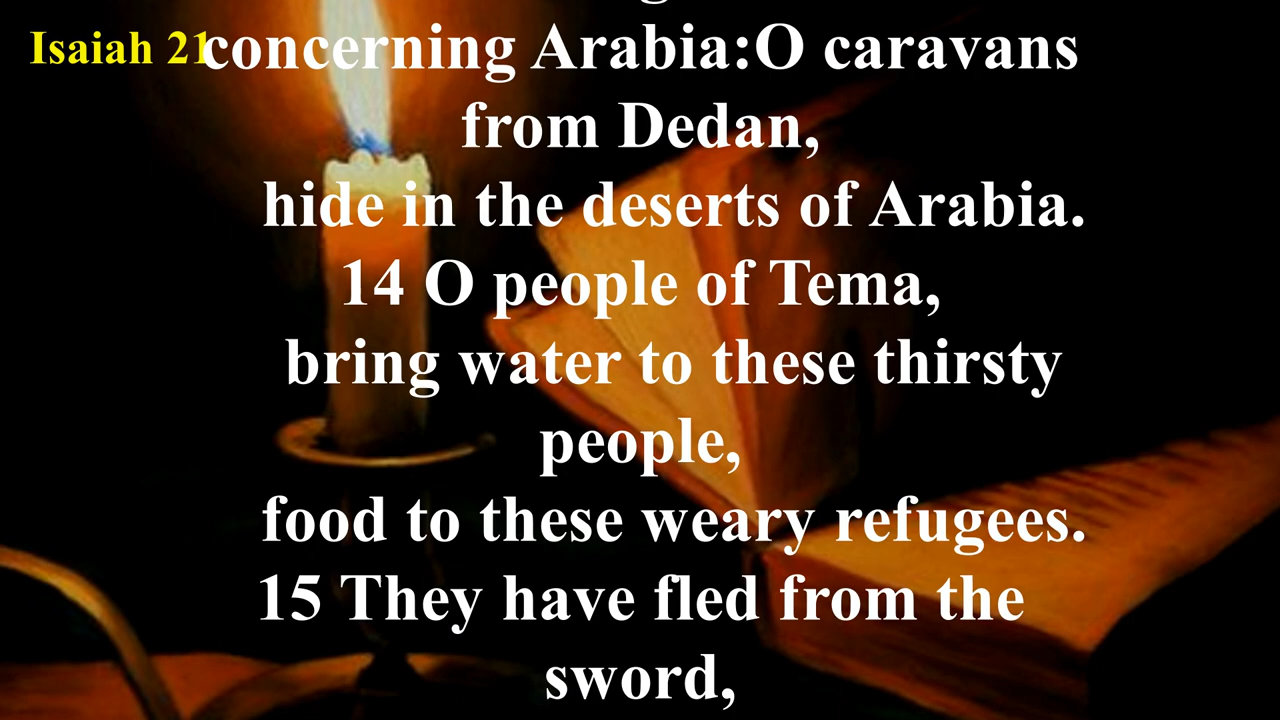 Isaiah 21
concerning Arabia:O caravans
from Dedan,
hide in the deserts of Arabia.
14 O people of Tema,
bring water to these thirsty
people,
food to these weary refugees.
15 They have fled from the
sword,